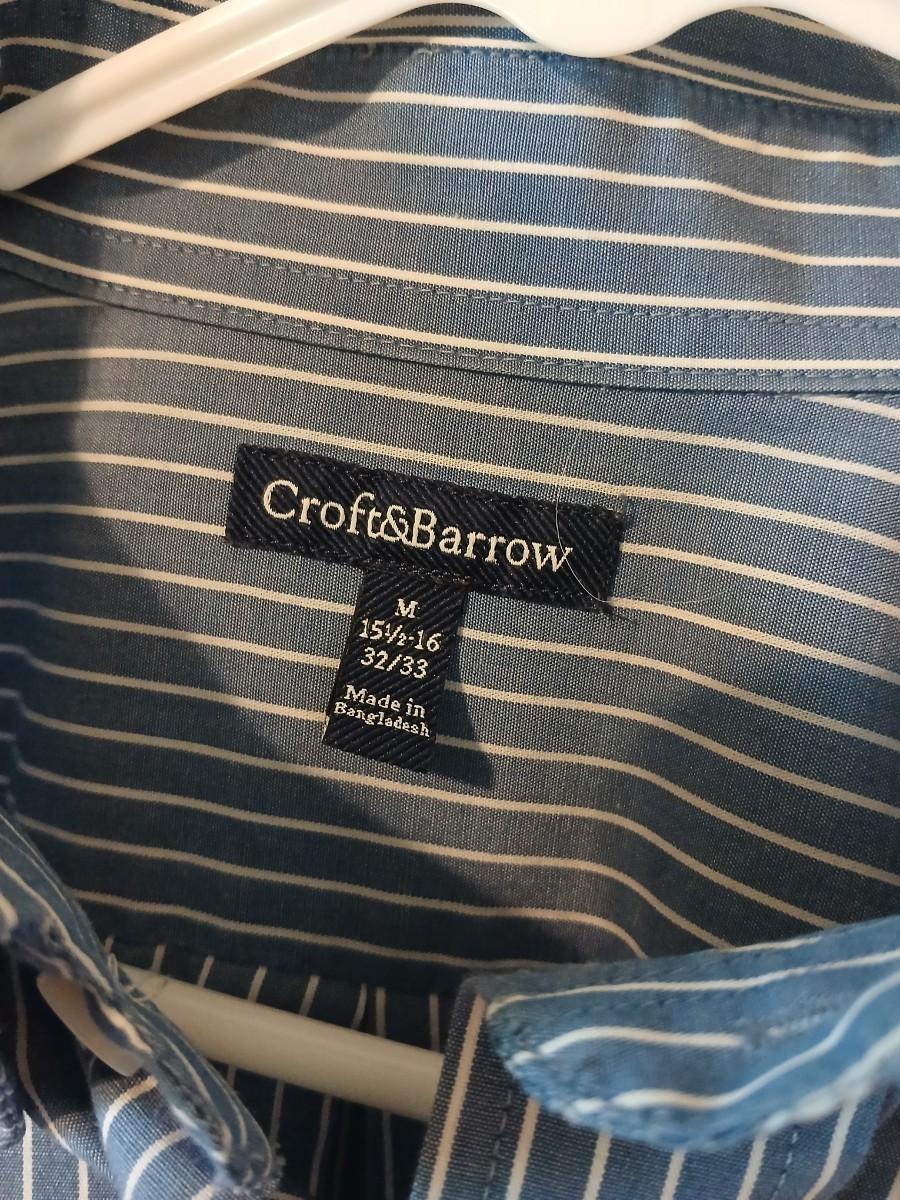 Croft&Barrow
M
15½-16
32/33
Made in
Bangladesh